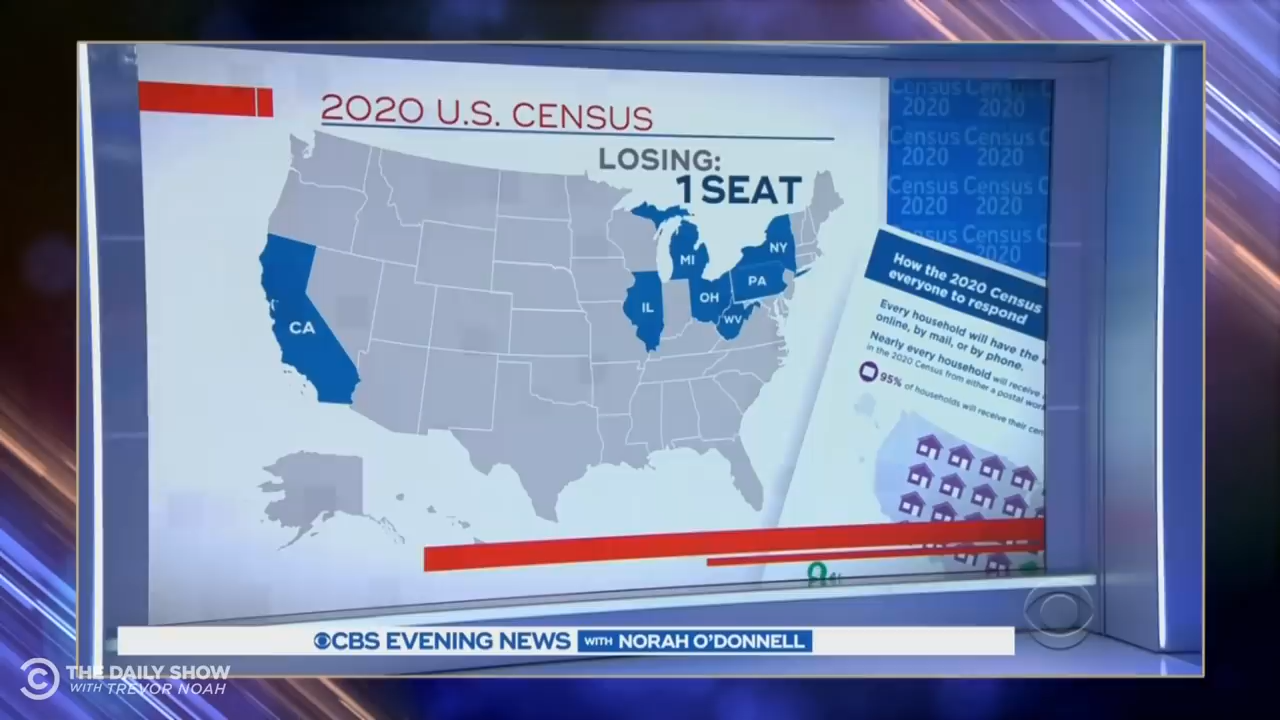 2020 U.S. CENSUS
LOSING:
1 SEAT
CA
IL
MI
OH
WV
PA
NY
Census Census C
2020 2020
Census Census C
2020 2020
Census Census C
2020 2020
Census C
2020
How the 2020 Census
everyone to respond
Every household will have the
online, by mail, or by phone.
Nearly every household will receive
in the 2020 Census from either a postal
95% of households will receive their
CBS EVENING NEWS WITH NORAH O'DONNELL
THE DAILY SHOW
WITH TREVOR NOAH